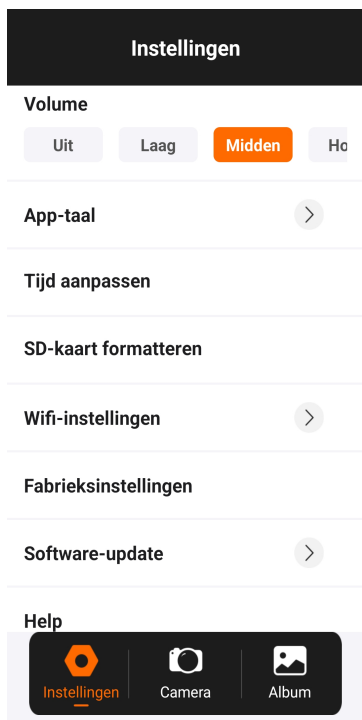 Instellingen
Volume
Uit Laag Midden Ho
App-taal
Tijd aanpassen
SD-kaart formatteren
Wifi-instellingen
Fabrieksinstellingen
Software-update
Help
Instellingen Camera Album